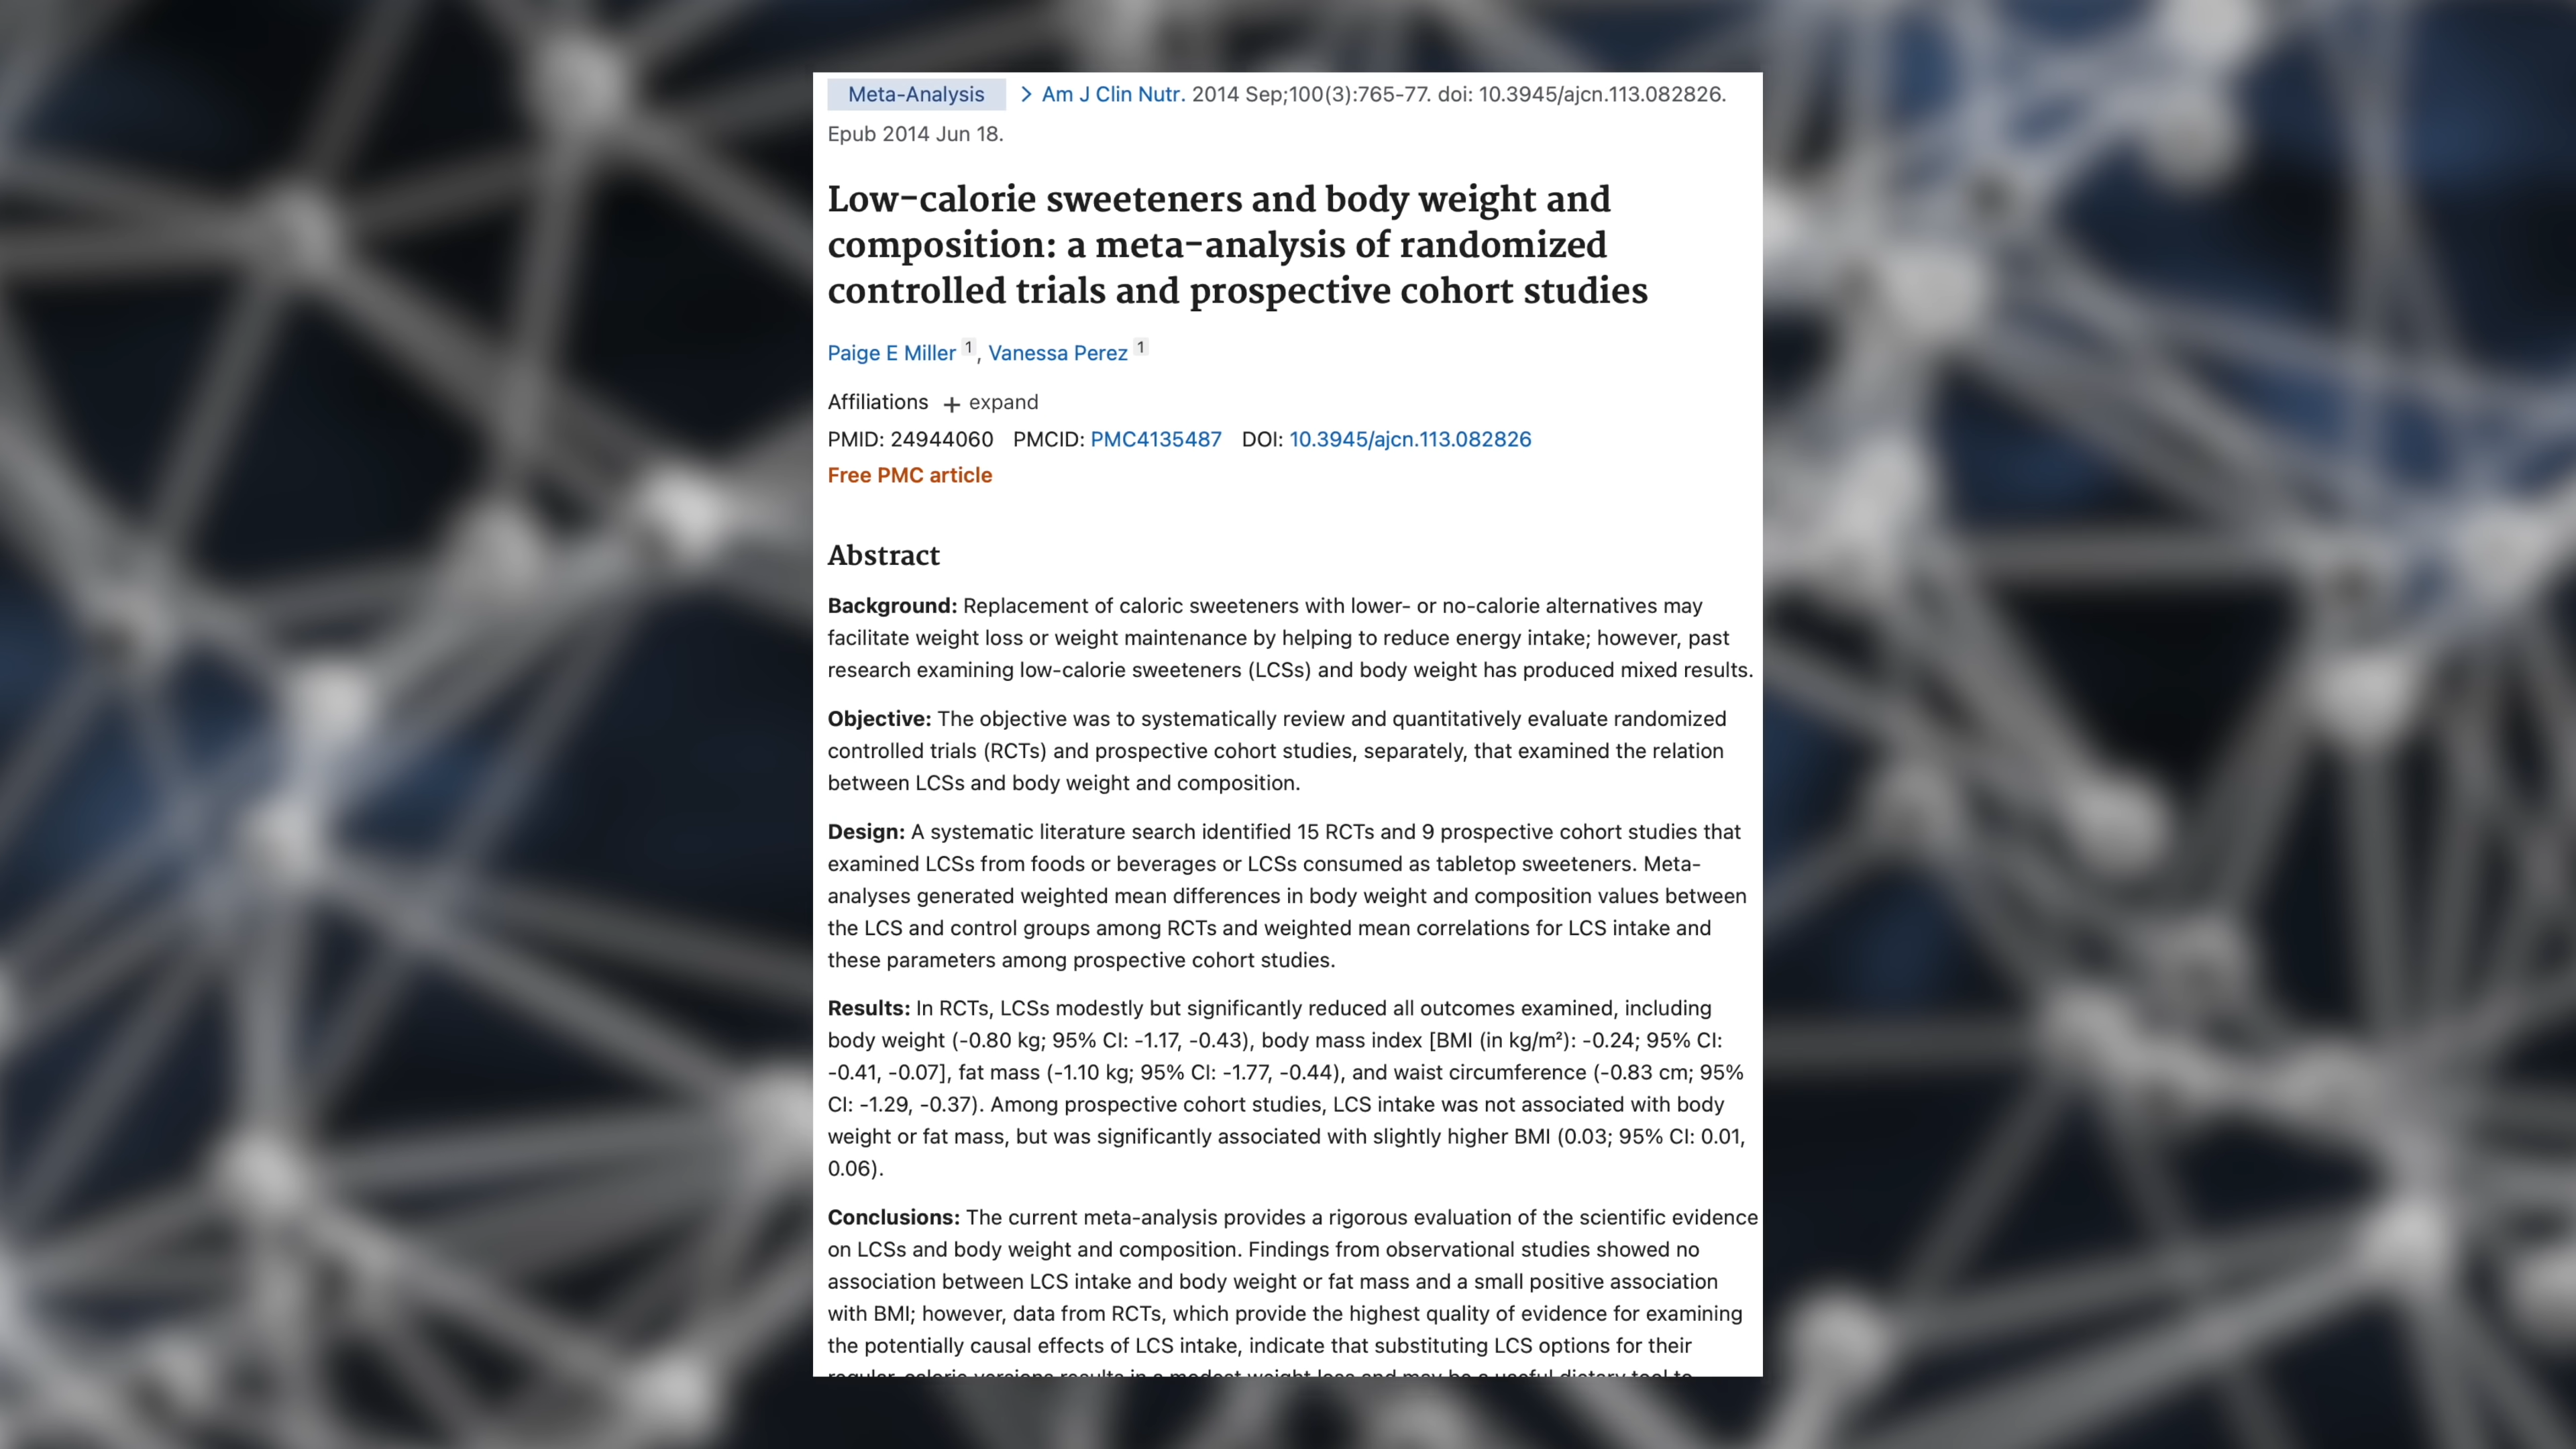 Meta-Analysis > Am J Clin Nutr. 2014 Sep;100(3):765-77. doi: 10.3945/ajcn.113.082826.
Epub 2014 Jun 18.
Low-calorie sweeteners and body weight and
composition: a meta-analysis of randomized
controlled trials and prospective cohort studies
Paige E Miller 1, Vanessa Perez 1
Affiliations + expand
PMID: 24944060 PMCID: PMC4135487 DOI: 10.3945/ajcn.113.082826
Free PMC article
Abstract
Background: Replacement of caloric sweeteners with lower- or no-calorie alternatives may
facilitate weight loss or weight maintenance by helping to reduce energy intake; however, past
research examining low-calorie sweeteners (LCSs) and body weight has produced mixed results.
Objective: The objective was to systematically review and quantitatively evaluate randomized
controlled trials (RCTs) and prospective cohort studies, separately, that examined the relation
between LCSs and body weight and composition.
Design: A systematic literature search identified 15 RCTs and 9 prospective cohort studies that
examined LCSs from foods or beverages or LCSs consumed as tabletop sweeteners. Meta-
analyses generated weighted mean differences in body weight and composition values between
the LCS and control groups among RCTs and weighted mean correlations for LCS intake and
these parameters among prospective cohort studies.
Results: In RCTs, LCSs modestly but significantly reduced all outcomes examined, including
body weight (-0.80 kg; 95% CI: -1.17, -0.43), body mass index [BMI (in kg/m²): -0.24; 95% CI:
-0.41, -0.07], fat mass (-1.10 kg; 95% CI: -1.77, -0.44), and waist circumference (-0.83 cm; 95%
CI: -1.29, -0.37). Among prospective cohort studies, LCS intake was not associated with body
weight or fat mass, but was significantly associated with slightly higher BMI (0.03; 95% CI: 0.01,
0.06).
Conclusions: The current meta-analysis provides a rigorous evaluation of the scientific evidence
on LCSs and body weight and composition. Findings from observational studies showed no
association between LCS intake and body weight or fat mass and a small positive association
with BMI; however, data from RCTs, which provide the highest quality of evidence for examining
the potentially causal effects of LCS intake, indicate that substituting LCS options for their
regular-calorie versions results in a modest weight loss and may be a useful dietary tool to